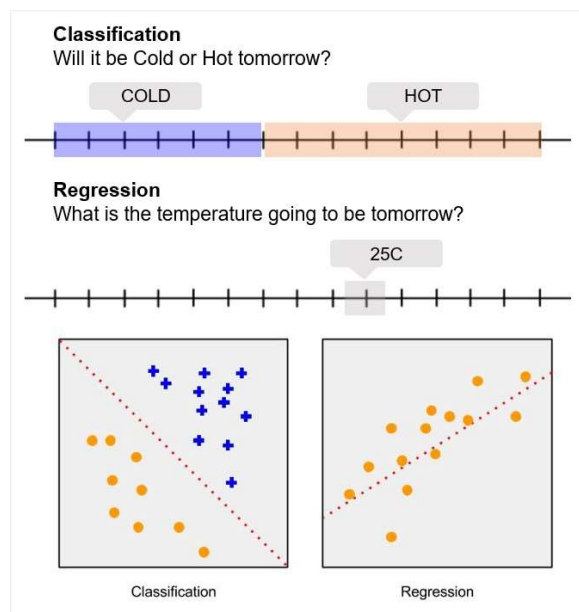 Classification
Will it be Cold or Hot tomorrow?
COLD
HOT
Regression
What is the temperature going to be tomorrow?
25C
Classification
Regression